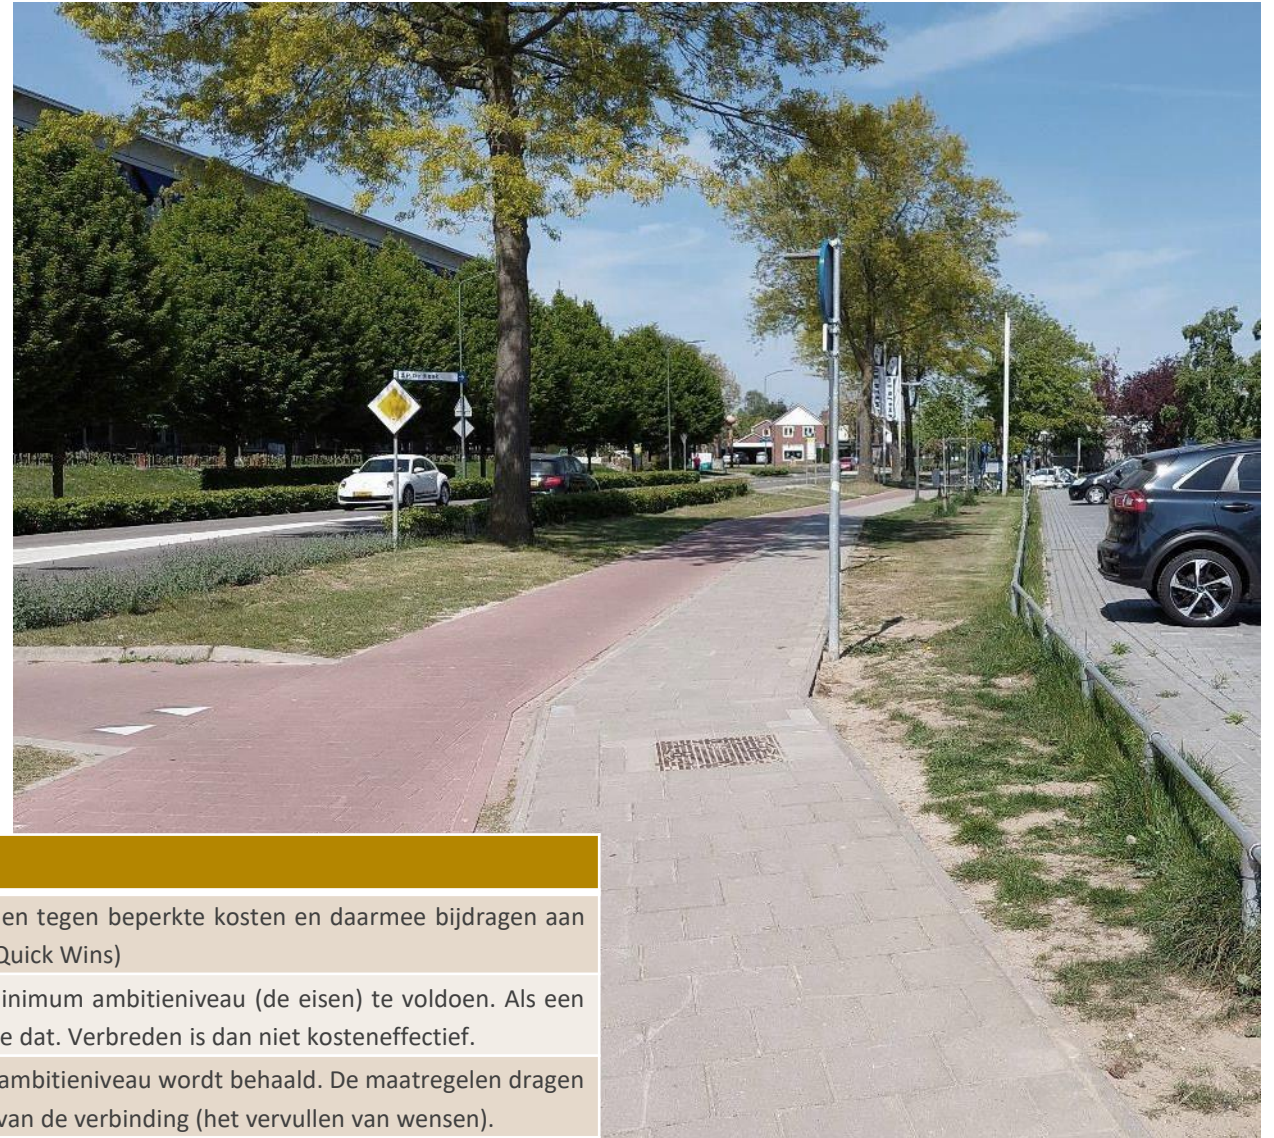 en tegen beperkte kosten en daarmee bijdragen aan
Quick Wins)
inimum ambitieniveau (de eisen) te voldoen. Als een
e dat. Verbreden is dan niet kosteneffectief.
ambitieniveau wordt behaald. De maatregelen dragen
van de verbinding (het vervullen van wensen).